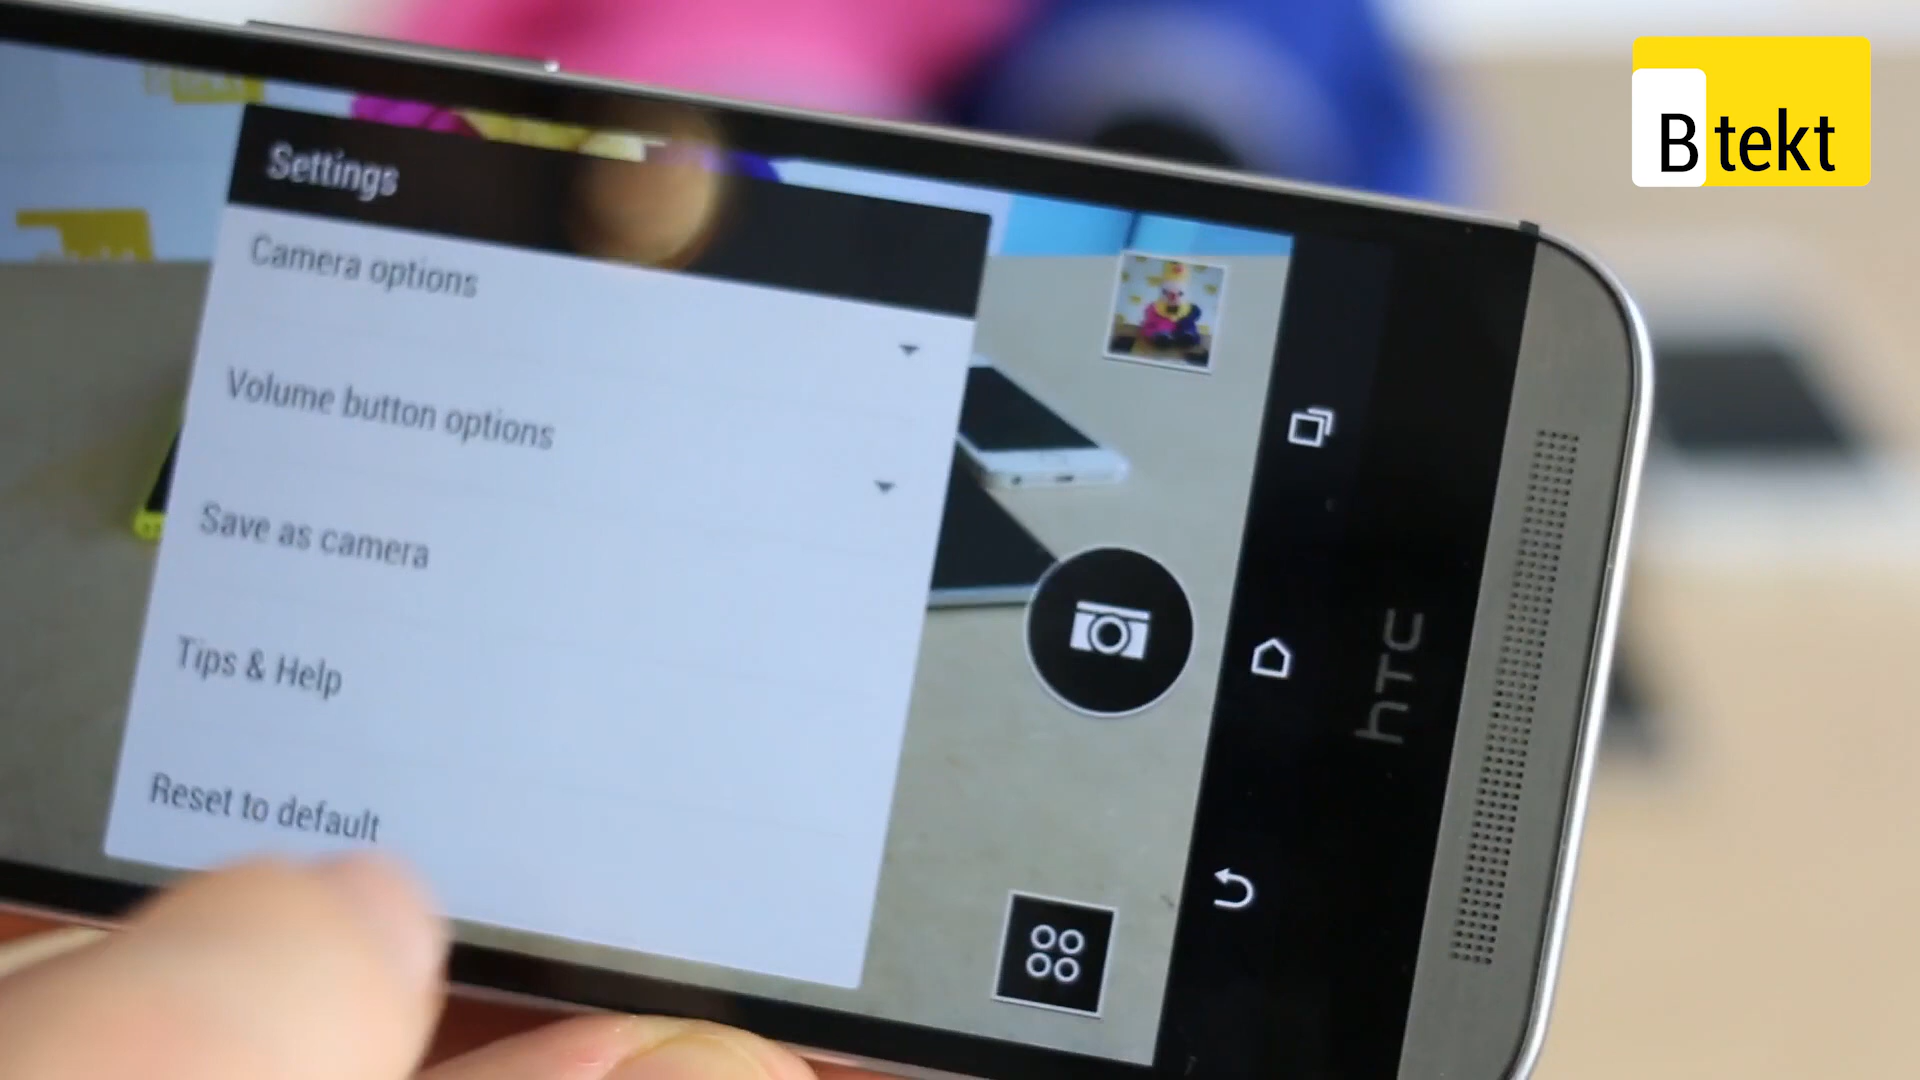 B tekt
Settings
Camera options
Volume button options
Save as camera
Tips & Help
Reset to default
hTC